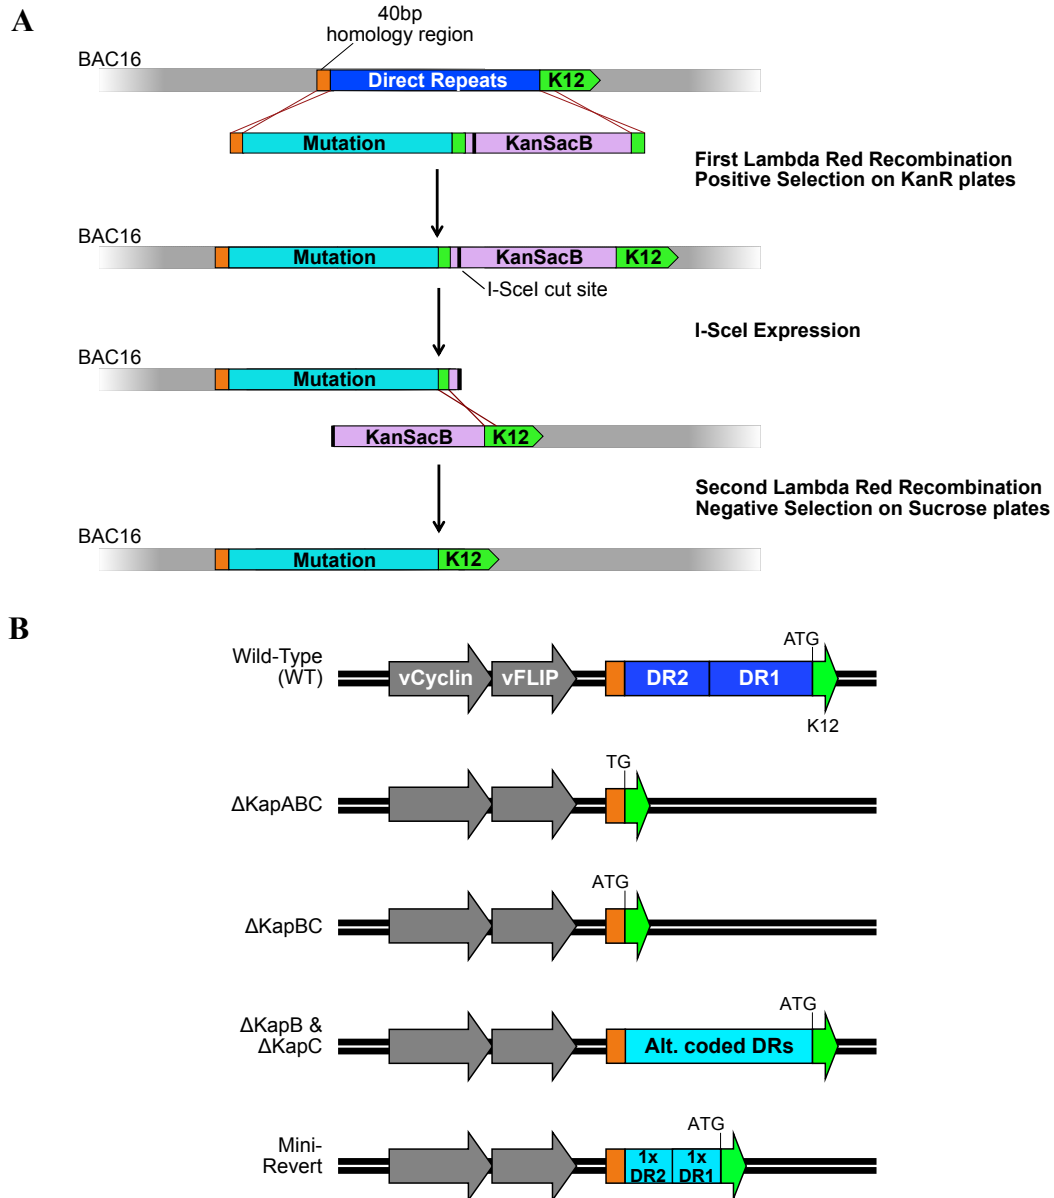 A
40bp
homology region
BAC16
Direct Repeats
K12
Mutation
KanSacB
First Lambda Red Recombination
Positive Selection on KanR plates
BAC16
Mutation
KanSacB
K12
I-SceI cut site
I-SceI Expression
BAC16
Mutation
KanSacB
K12
Second Lambda Red Recombination
Negative Selection on Sucrose plates
BAC16
Mutation
K12
B
Wild-Type
(WT)
vCyclin
vFLIP
DR2
DR1
ATG
K12
ΔKapABC
TG
ΔKapBC
ATG
ΔKapB &
ΔKapC
Alt. coded DRs
ATG
Mini-
Revert
1x
DR2
1x
DR1
ATG